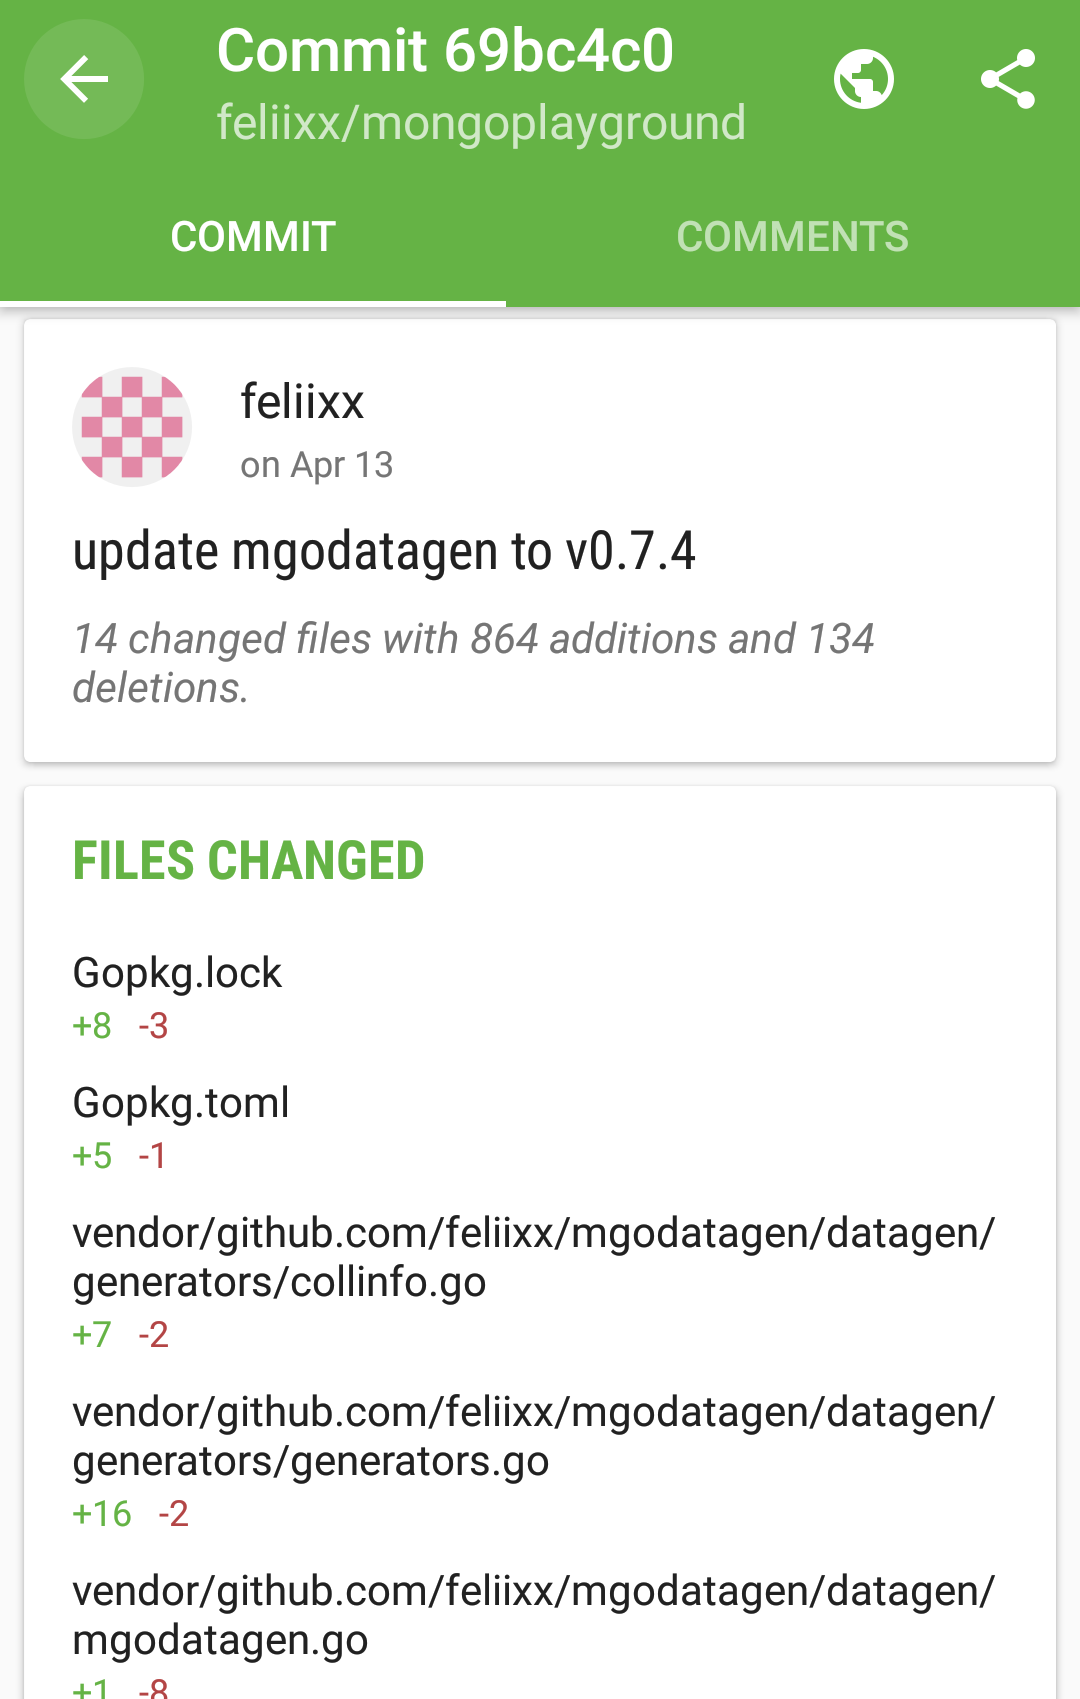 Commit 69bc4c0
feliixx/mongoplayground
COMMIT
COMMENTS
feliixx
on Apr 13
update mgodatagen to v0.7.4
14 changed files with 864 additions and 134
deletions.
FILES CHANGED
Gopkg.lock
+8 -3
Gopkg.toml
+5 -1
vendor/github.com/feliixx/mgodatagen/datagen/
generators/collinfo.go
+7 -2
vendor/github.com/feliixx/mgodatagen/datagen/
generators/generators.go
+16 -2
vendor/github.com/feliixx/mgodatagen/datagen/
mgodatagen.go
+1 -8